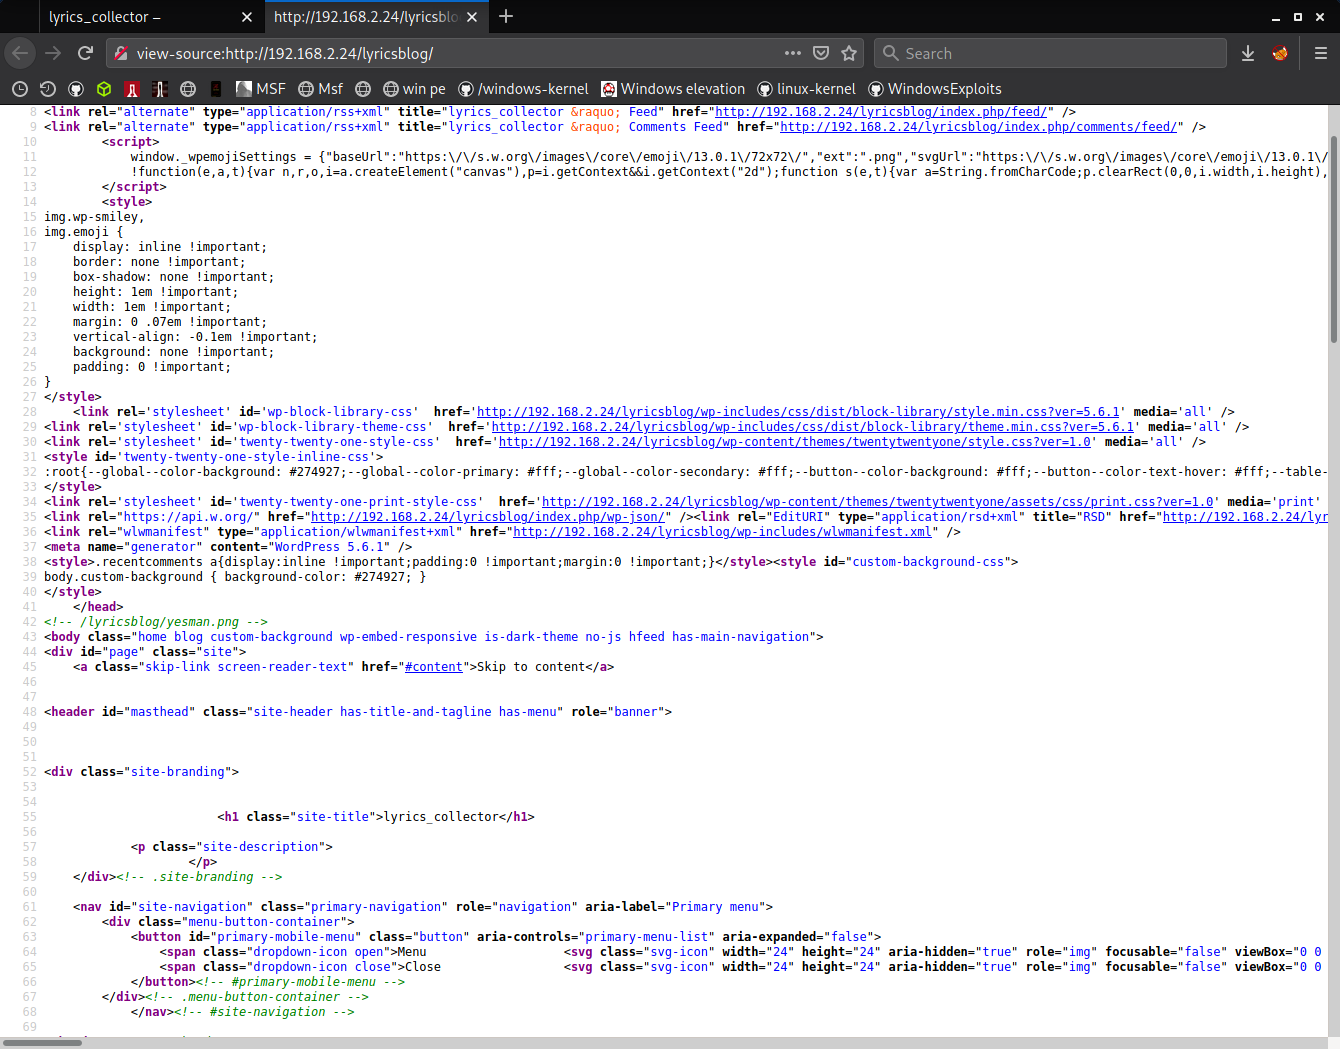 lyrics_collector –
http://192.168.2.24/lyricsblo
view-source:http://192.168.2.24/lyricsblog/
Search
MSF
Msf
win pe
/windows-kernel
Windows elevation
linux-kernel
WindowsExploits
8 <link rel="alternate" type="application/rss+xml" title="lyrics_collector &raquo; Feed" href="http://192.168.2.24/lyricsblog/index.php/feed/" />
9 <link rel="alternate" type="application/rss+xml" title="lyrics_collector &raquo; Comments Feed" href="http://192.168.2.24/lyricsblog/index.php/comments/feed/" />
10 <script>
11 window._wpemojiSettings = {"baseUrl":"https:\/\/s.w.org\/images\/core\/emoji\/13.0.1\/72x72\/","ext":".png","svgUrl":"https:\/\/s.w.org\/images\/core\/emoji\/13.0.1\/
12 !function(e,a,t){var n,r,o,i=a.createElement("canvas"),p=i.getContext&&i.getContext("2d");function s(e,t){var a=String.fromCharCode;p.clearRect(0,0,i.width,i.height),
13 </script>
14 <style>
15 img.wp-smiley,
16 img.emoji {
17 display: inline !important;
18 border: none !important;
19 box-shadow: none !important;
20 height: 1em !important;
21 width: 1em !important;
22 margin: 0 .07em !important;
23 vertical-align: -0.1em !important;
24 background: none !important;
25 padding: 0 !important;
26 }
27 </style>
28 <link rel='stylesheet' id='wp-block-library-css' href='http://192.168.2.24/lyricsblog/wp-includes/css/dist/block-library/style.min.css?ver=5.6.1' media='all' />
29 <link rel='stylesheet' id='wp-block-library-theme-css' href='http://192.168.2.24/lyricsblog/wp-includes/css/dist/block-library/theme.min.css?ver=5.6.1' media='all' />
30 <link rel='stylesheet' id='twenty-twenty-one-style-css' href='http://192.168.2.24/lyricsblog/wp-content/themes/twentytwentyone/style.css?ver=1.0' media='all' />
31 <style id='twenty-twenty-one-style-inline-css'>
32 :root{--global--color-background: #274927;--global--color-primary: #fff;--global--color-secondary: #fff;--button--color-background: #fff;--button--color-text-hover: #fff;--table-
33 </style>
34 <link rel='stylesheet' id='twenty-twenty-one-print-style-css' href='http://192.168.2.24/lyricsblog/wp-content/themes/twentytwentyone/assets/css/print.css?ver=1.0' media='print'
35 <link rel="https://api.w.org/" href="http://192.168.2.24/lyricsblog/index.php/wp-json/" /><link rel="EditURI" type="application/rsd+xml" title="RSD" href="http://192.168.2.24/lyr
36 <link rel="wlwmanifest" type="application/wlwmanifest+xml" href="http://192.168.2.24/lyricsblog/wp-includes/wlwmanifest.xml" />
37 <meta name="generator" content="WordPress 5.6.1" />
38 <style>.recentcomments a{display:inline !important;padding:0 !important;margin:0 !important;}</style><style id="custom-background-css">
39 body.custom-background { background-color: #274927; }
40 </style>
41 </head>
42 <!-- /lyricsblog/yesman.png -->
43 <body class="home blog custom-background wp-embed-responsive is-dark-theme no-js hfeed has-main-navigation">
44 <div id="page" class="site">
45 <a class="skip-link screen-reader-text" href="#content">Skip to content</a>
46
47
48 <header id="masthead" class="site-header has-title-and-tagline has-menu" role="banner">
49
50
51
52 <div class="site-branding">
53
54
55 <h1 class="site-title">lyrics_collector</h1>
56
57 <p class="site-description">
58 </p>
59 </div><!-- .site-branding -->
60
61 <nav id="site-navigation" class="primary-navigation" role="navigation" aria-label="Primary menu">
62 <div class="menu-button-container">
63 <button id="primary-mobile-menu" class="button" aria-controls="primary-menu-list" aria-expanded="false">
64 <span class="dropdown-icon open">Menu <svg class="svg-icon" width="24" height="24" aria-hidden="true" role="img" focusable="false" viewBox="0 0
65 <span class="dropdown-icon close">Close <svg class="svg-icon" width="24" height="24" aria-hidden="true" role="img" focusable="false" viewBox="0 0
66 </button><!-- #primary-mobile-menu -->
67 </div><!-- .menu-button-container -->
68 </nav><!-- #site-navigation -->
69